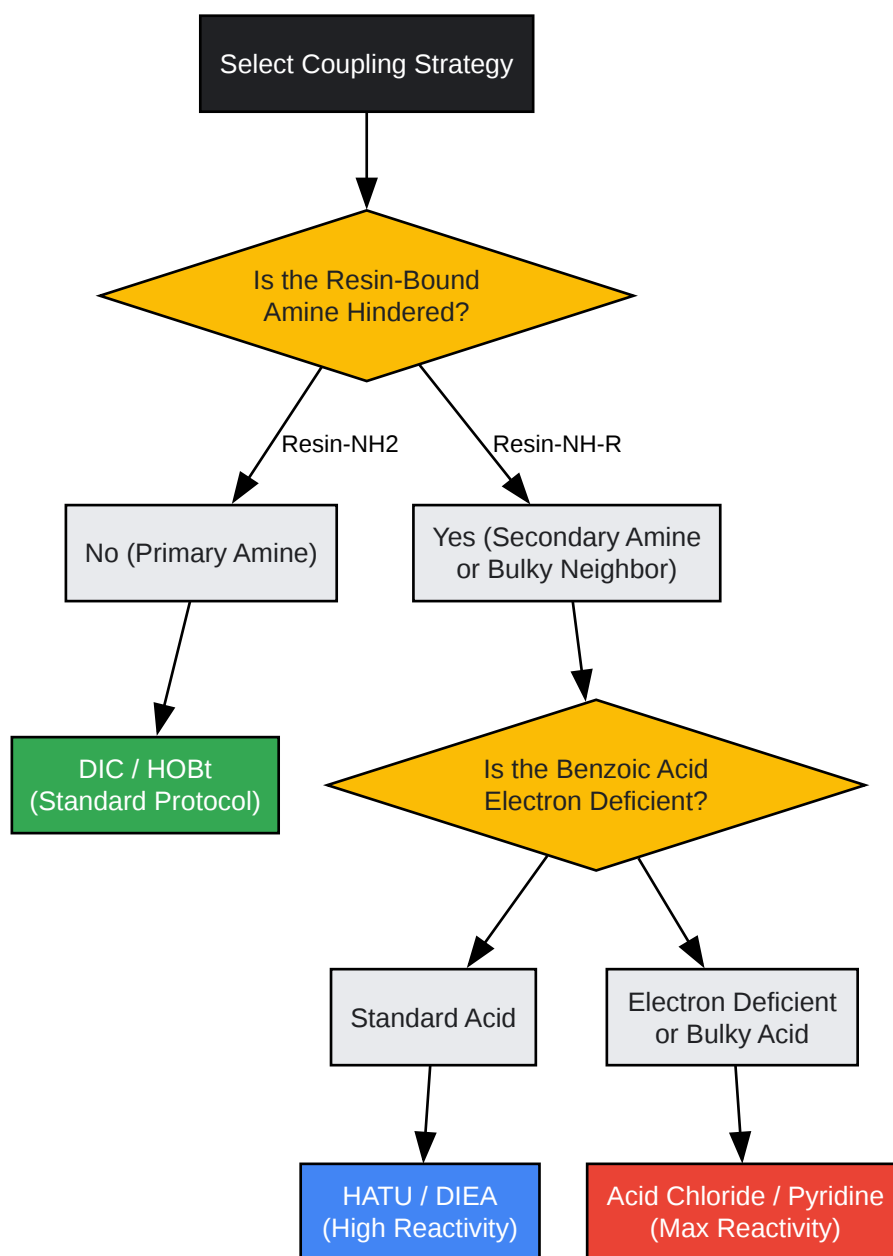 Select Coupling Strategy
Is the Resin-Bound
Amine Hindered?
Resin-NH2
Resin-NH-R
No (Primary Amine)
Yes (Secondary Amine
or Bulky Neighbor)
DIC / HOBt
(Standard Protocol)
Is the Benzoic Acid
Electron Deficient?
Standard Acid
Electron Deficient
or Bulky Acid
HATU / DIEA
(High Reactivity)
Acid Chloride / Pyridine
(Max Reactivity)